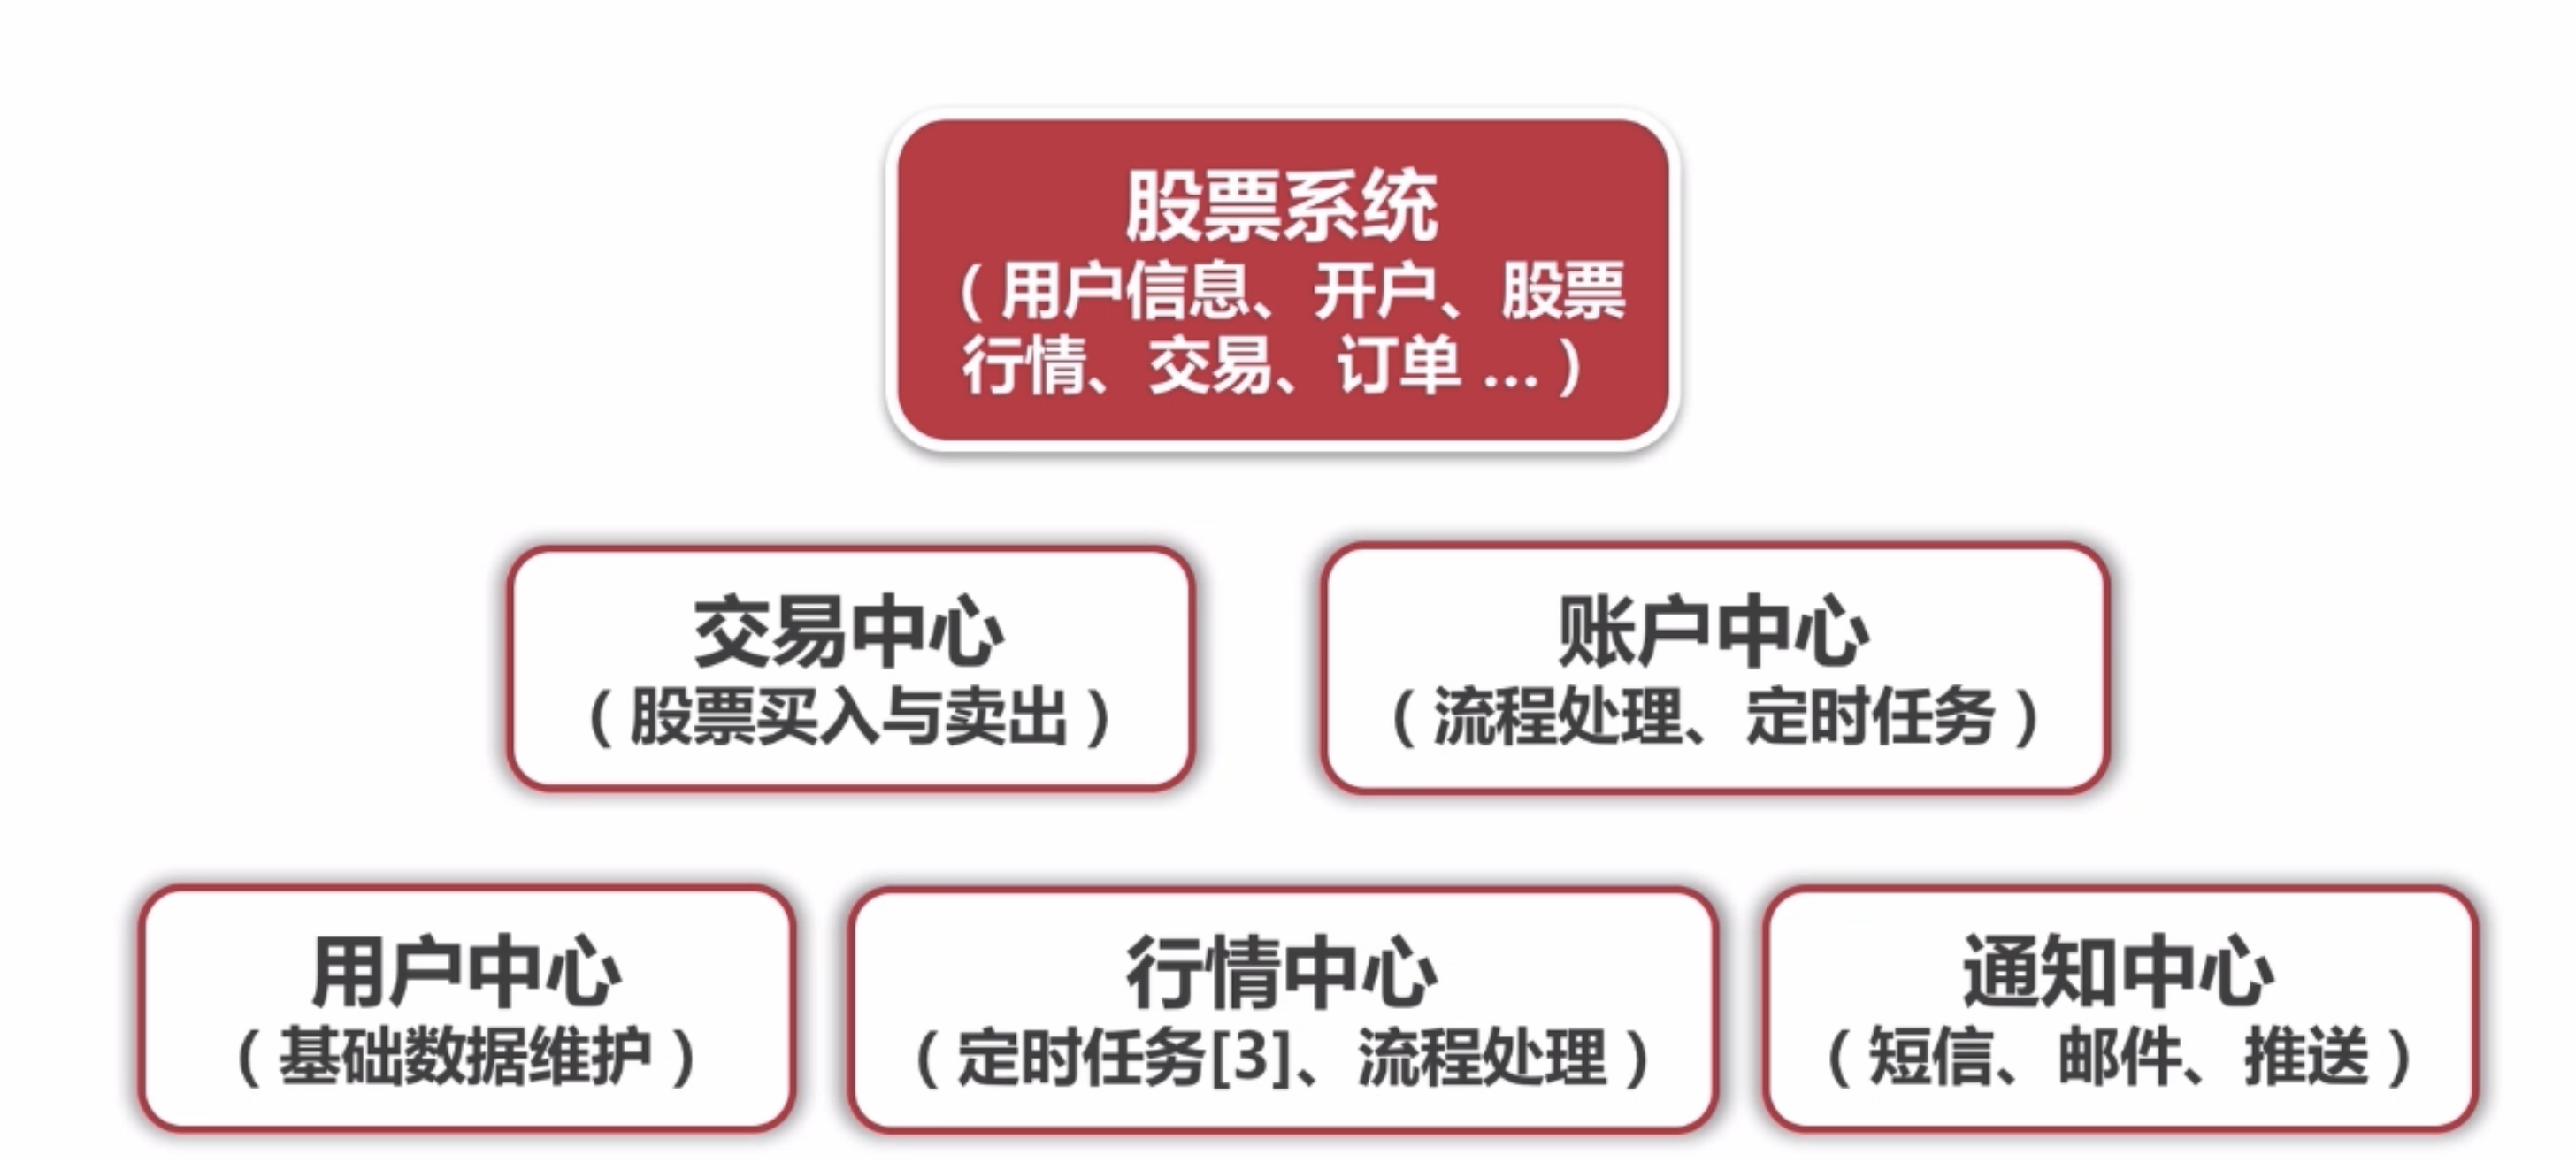 股票系统
（用户信息、开户、股票
行情、交易、订单 ...）
交易中心
（股票买入与卖出）
账户中心
（流程处理、定时任务）
用户中心
（基础数据维护）
行情中心
（定时任务[3]、流程处理）
通知中心
（短信、邮件、推送）